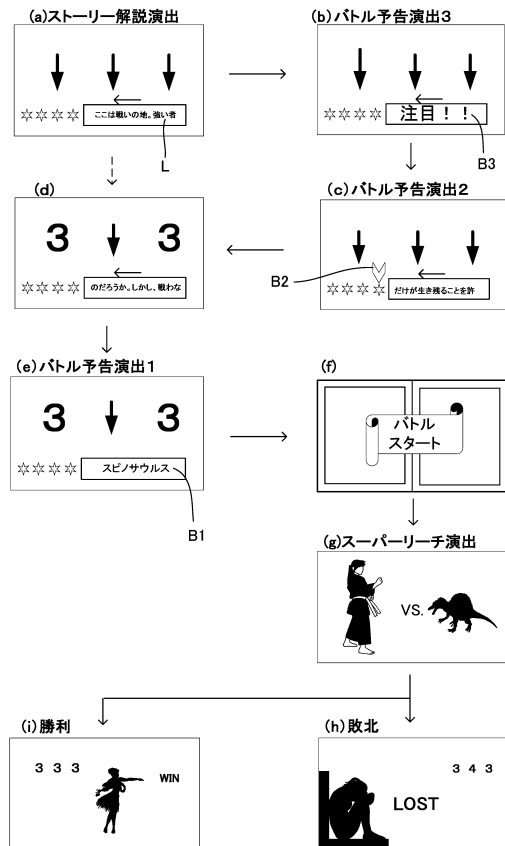 (a)ストーリー解説演出
ここは戦いの地。強い者
L
(b)バトル予告演出3
注目！！
B3
(c)バトル予告演出2
だけが生き残ることを許
B2
(d)
3 3
のだろうか。しかし、戦わな
(e)バトル予告演出1
3 3
スピノサウルス
B1
(f)
バトル
スタート
(g)スーパーリーチ演出
VS.
(i)勝利
3 3 3
WIN
(h)敗北
3 4 3
LOST